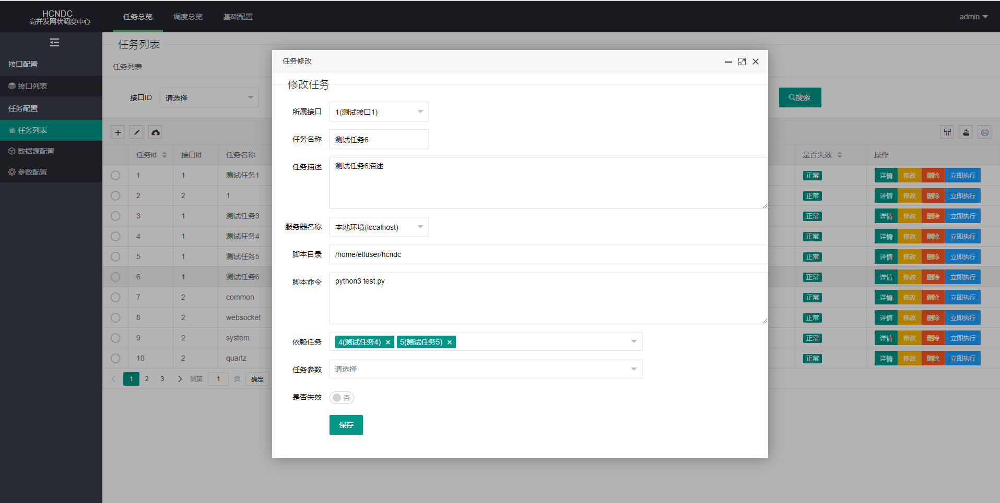 HCNDC
高并发网状调度中心
任务总览 调度总览 基础配置
admin
接口配置
接口列表
任务配置
任务列表
数据源配置
参数配置
任务列表
任务列表
接口ID 请选择
搜索
任务id 接口id 任务名称 是否失效 操作
1 1 测试任务1 正常 详情 修改 删除 立即执行
2 2 1 正常 详情 修改 删除 立即执行
3 1 测试任务3 正常 详情 修改 删除 立即执行
4 1 测试任务4 正常 详情 修改 删除 立即执行
5 1 测试任务5 正常 详情 修改 删除 立即执行
6 1 测试任务6 正常 详情 修改 删除 立即执行
7 2 common 正常 详情 修改 删除 立即执行
8 2 websocket 正常 详情 修改 删除 立即执行
9 2 system 正常 详情 修改 删除 立即执行
10 2 quartz 正常 详情 修改 删除 立即执行
1 2 3 到第 1 页 确定
任务修改
修改任务
所属接口 1(测试接口1)
任务名称 测试任务6
任务描述 测试任务6描述
服务器名称 本地环境(localhost)
脚本目录 /home/etluser/hcndc
脚本命令 python3 test.py
依赖任务 4(测试任务4) 5(测试任务5)
任务参数 请选择
是否失效 否
保存